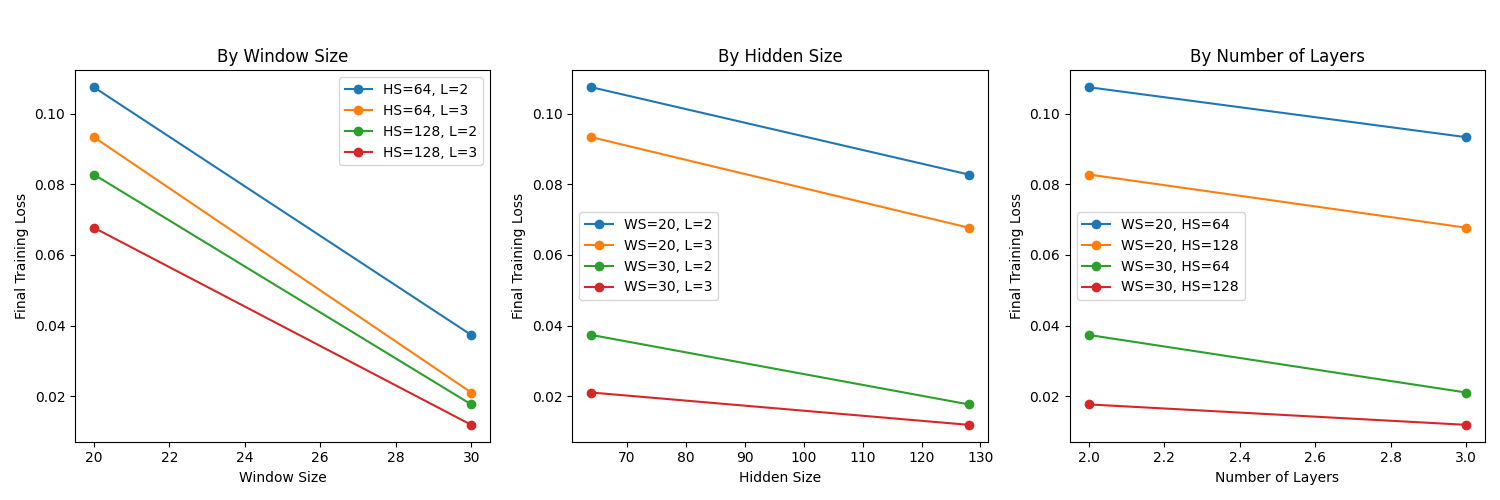 By Window Size
HS=64, L=2
HS=64, L=3
HS=128, L=2
HS=128, L=3
0.10
0.08
0.06
0.04
0.02
Final Training Loss
20 22 24 26 28 30
Window Size
By Hidden Size
WS=20, L=2
WS=20, L=3
WS=30, L=2
WS=30, L=3
0.10
0.08
0.06
0.04
0.02
Final Training Loss
70 80 90 100 110 120 130
Hidden Size
By Number of Layers
WS=20, HS=64
WS=20, HS=128
WS=30, HS=64
WS=30, HS=128
0.10
0.08
0.06
0.04
0.02
Final Training Loss
2.0 2.2 2.4 2.6 2.8 3.0
Number of Layers